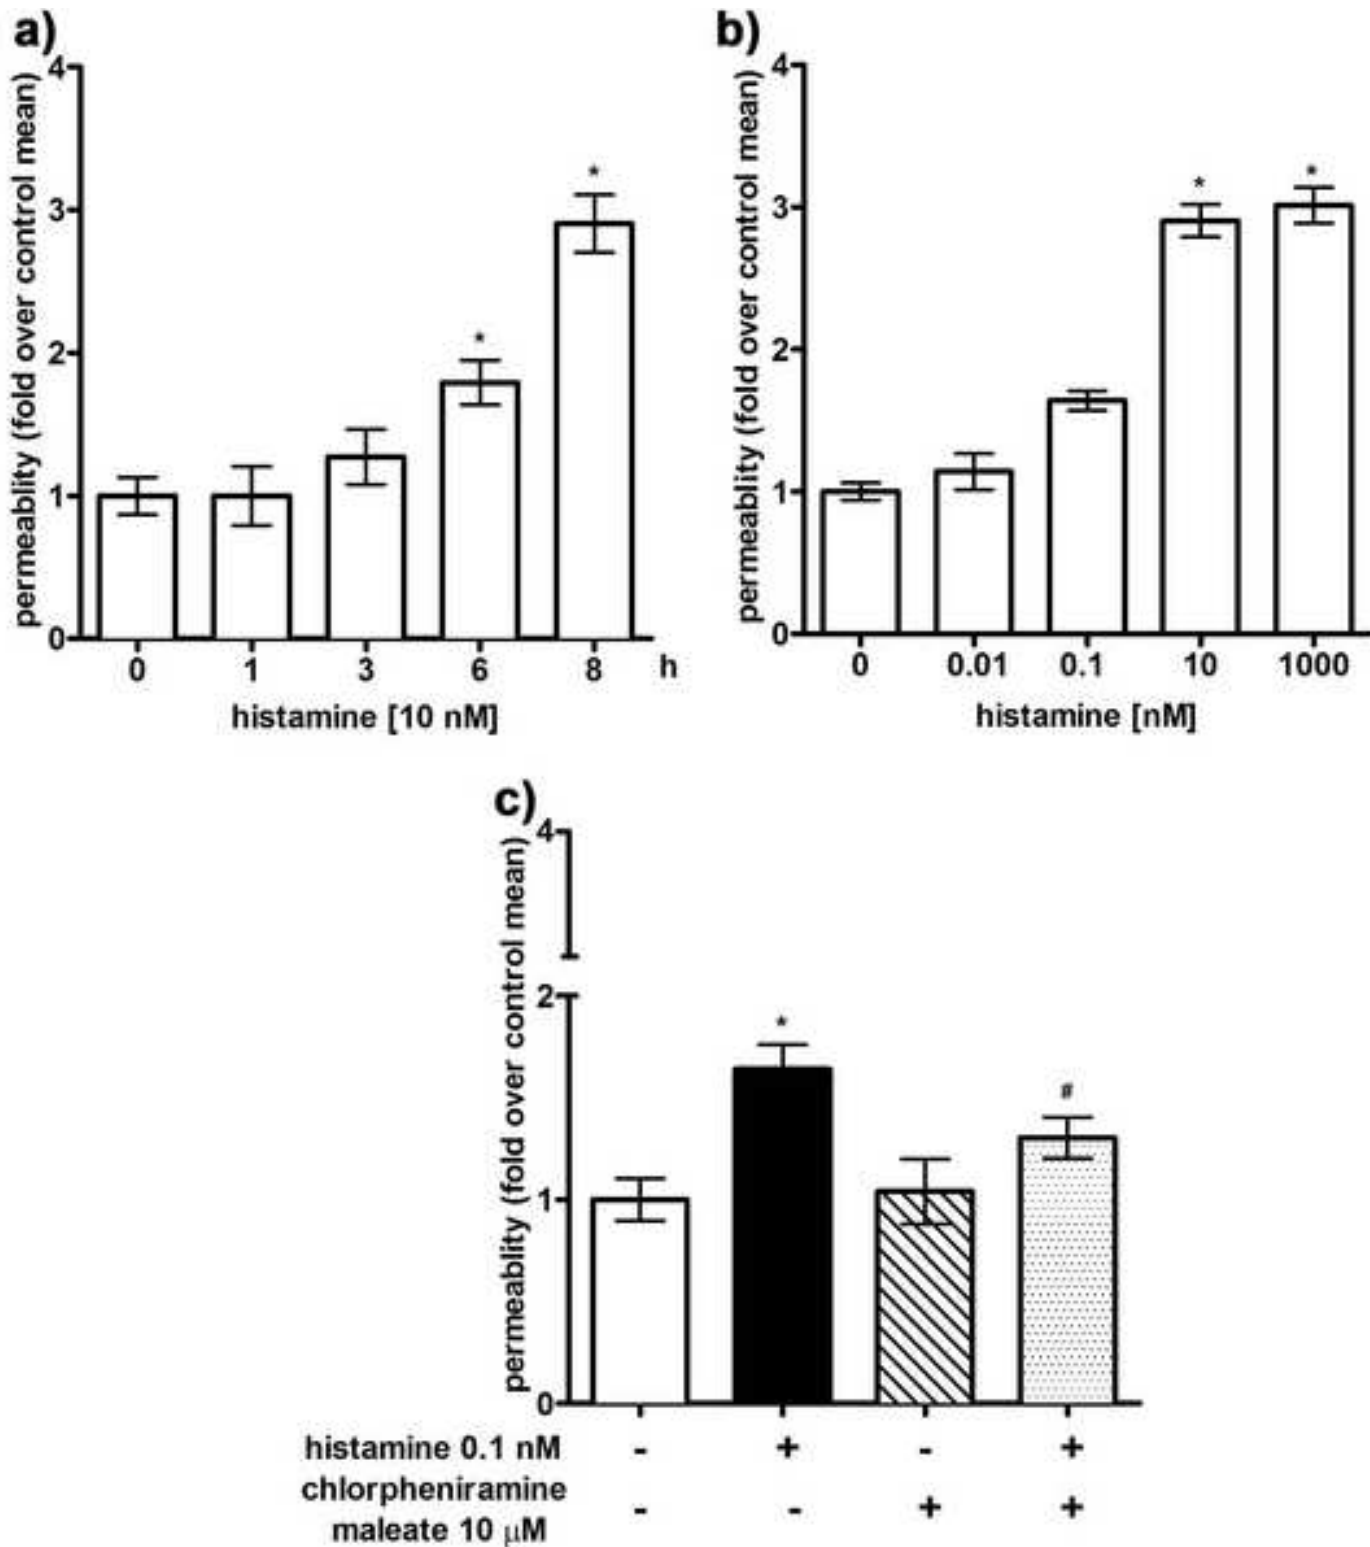 a)
permeablity (fold over control mean)
4
3
2
1
0
*
*
0 1 3 6 8 h
histamine [10 nM]
b)
permeablity (fold over control mean)
4
3
2
1
0
*
*
0 0.01 0.1 10 1000
histamine [nM]
c)
permeablity (fold over control mean)
4
2
1
0
*
#
histamine 0.1 nM - + - +
chlorpheniramine
maleate 10 μM - - + +